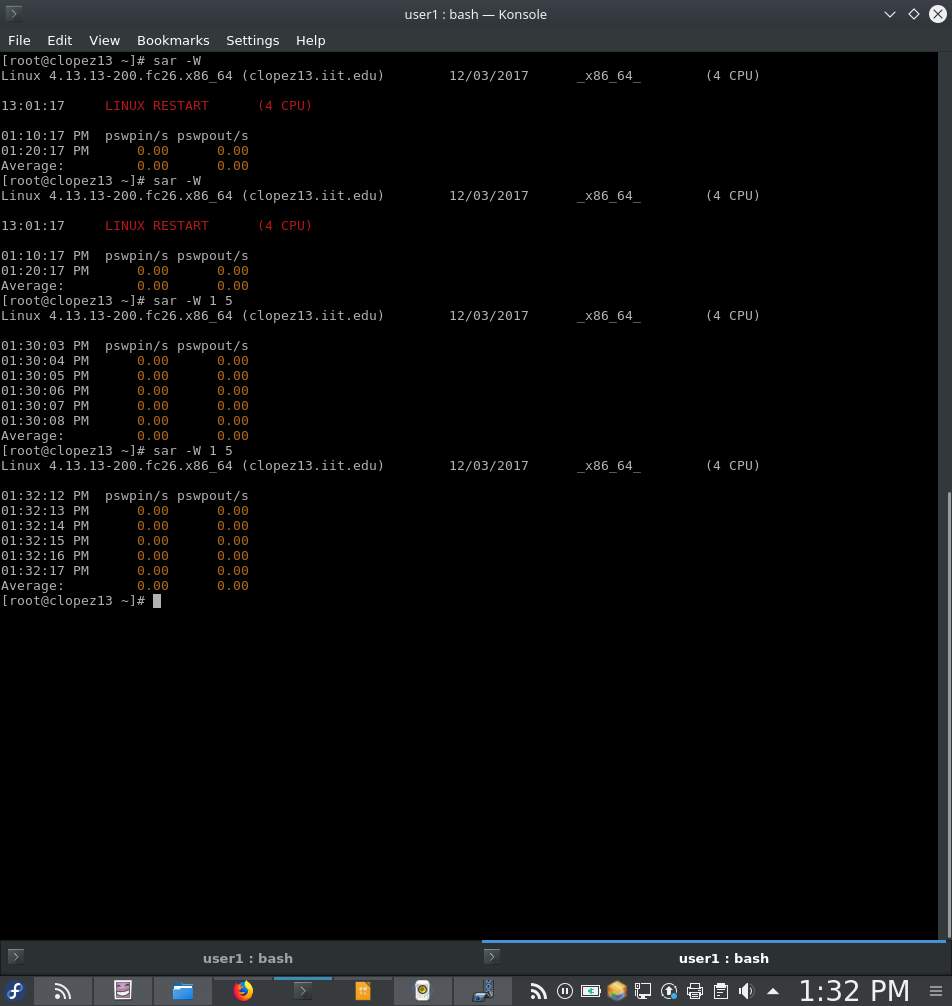 user1 : bash — Konsole
File Edit View Bookmarks Settings Help
[root@clopez13 ~]# sar -W
Linux 4.13.13-200.fc26.x86_64 (clopez13.iit.edu) 12/03/2017 _x86_64_ (4 CPU)
13:01:17 LINUX RESTART (4 CPU)
01:10:17 PM pswpin/s pswpout/s
01:20:17 PM 0.00 0.00
Average: 0.00 0.00
[root@clopez13 ~]# sar -W
Linux 4.13.13-200.fc26.x86_64 (clopez13.iit.edu) 12/03/2017 _x86_64_ (4 CPU)
13:01:17 LINUX RESTART (4 CPU)
01:10:17 PM pswpin/s pswpout/s
01:20:17 PM 0.00 0.00
Average: 0.00 0.00
[root@clopez13 ~]# sar -W 1 5
Linux 4.13.13-200.fc26.x86_64 (clopez13.iit.edu) 12/03/2017 _x86_64_ (4 CPU)
01:30:03 PM pswpin/s pswpout/s
01:30:04 PM 0.00 0.00
01:30:05 PM 0.00 0.00
01:30:06 PM 0.00 0.00
01:30:07 PM 0.00 0.00
01:30:08 PM 0.00 0.00
Average: 0.00 0.00
[root@clopez13 ~]# sar -W 1 5
Linux 4.13.13-200.fc26.x86_64 (clopez13.iit.edu) 12/03/2017 _x86_64_ (4 CPU)
01:32:12 PM pswpin/s pswpout/s
01:32:13 PM 0.00 0.00
01:32:14 PM 0.00 0.00
01:32:15 PM 0.00 0.00
01:32:16 PM 0.00 0.00
01:32:17 PM 0.00 0.00
Average: 0.00 0.00
[root@clopez13 ~]#
user1 : bash user1 : bash
1:32 PM